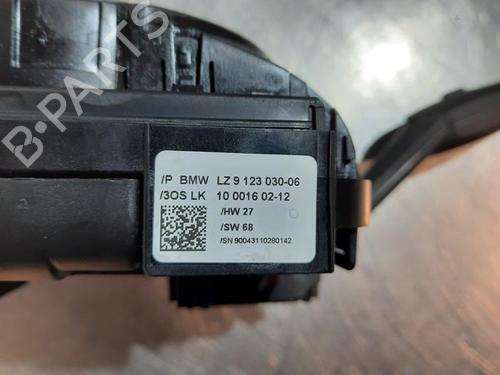 B-PARTS
/P BMW LZ 9 123 030-06
/3OS LK 10 0016 02-12
/HW 27
/SW 68
/SN 90043110280142